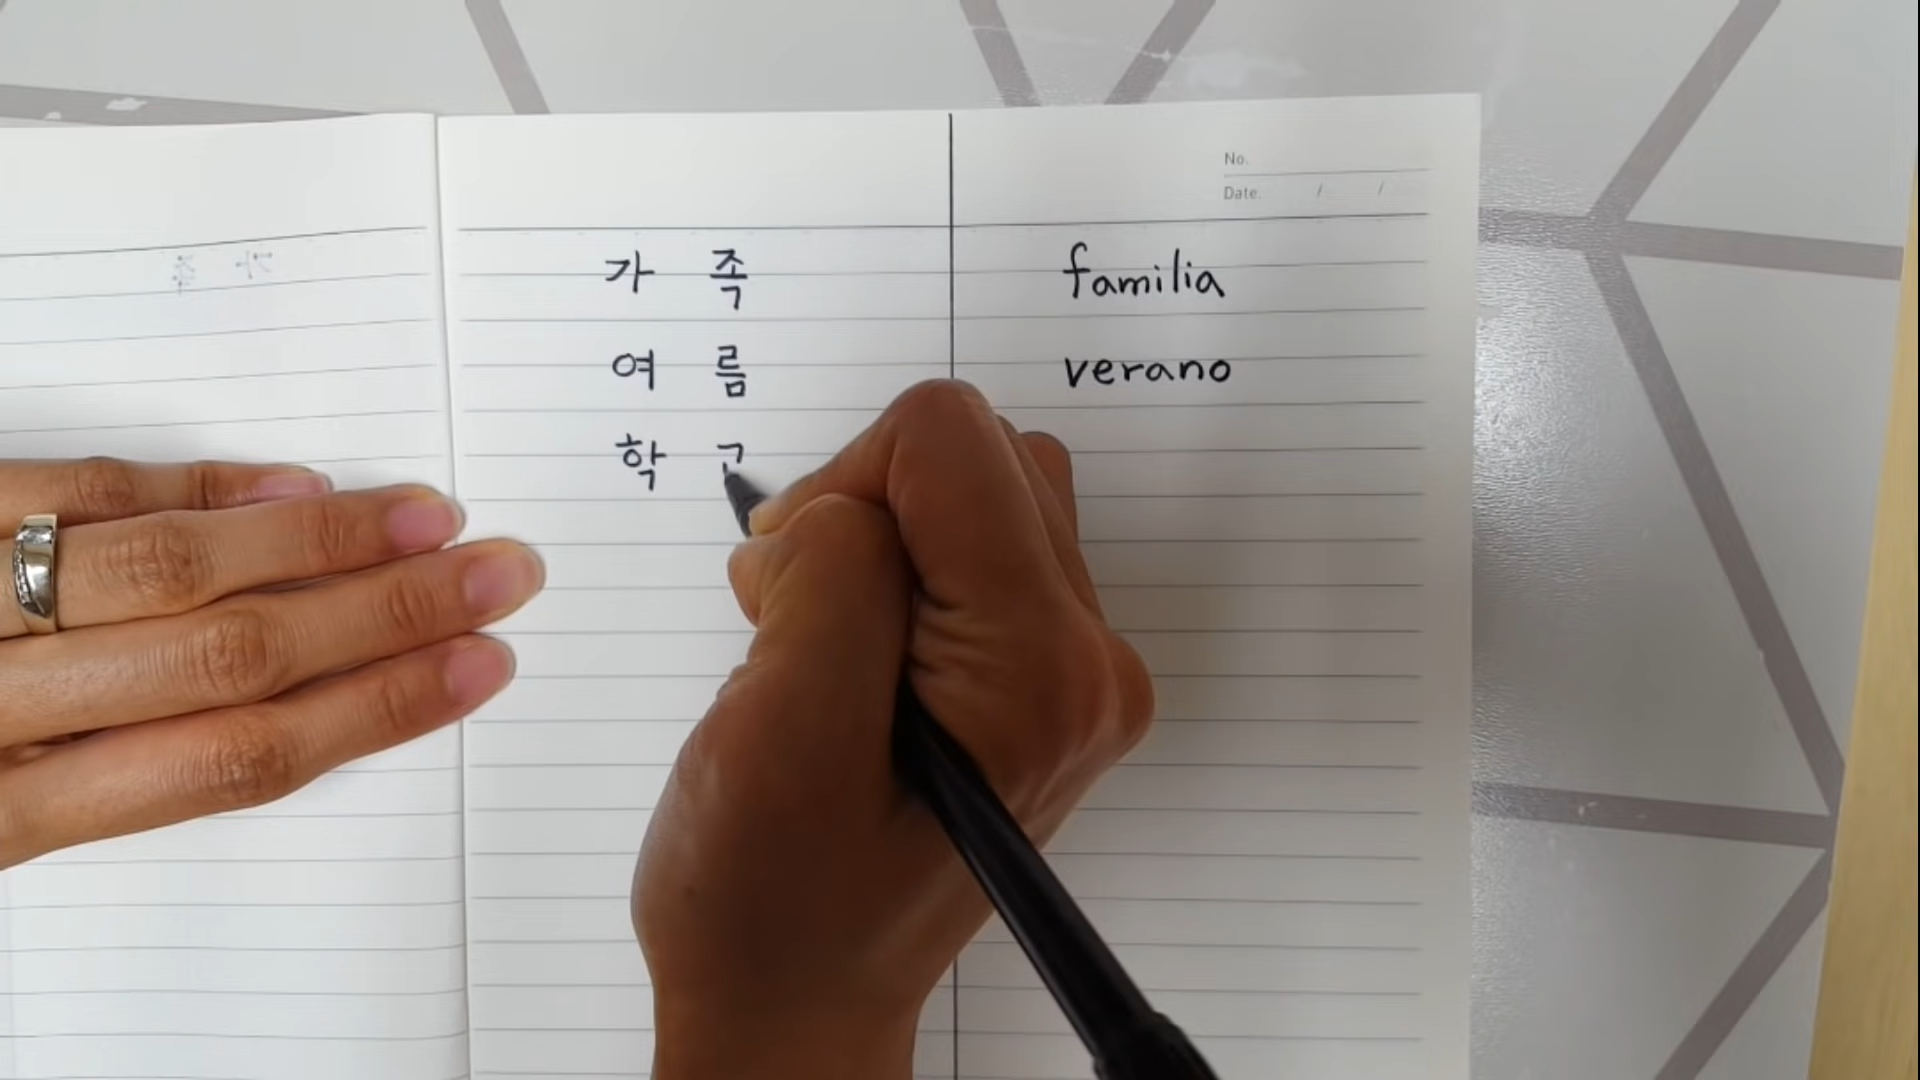 No.
Date. / /
가 족 familia
여 름 verano
학